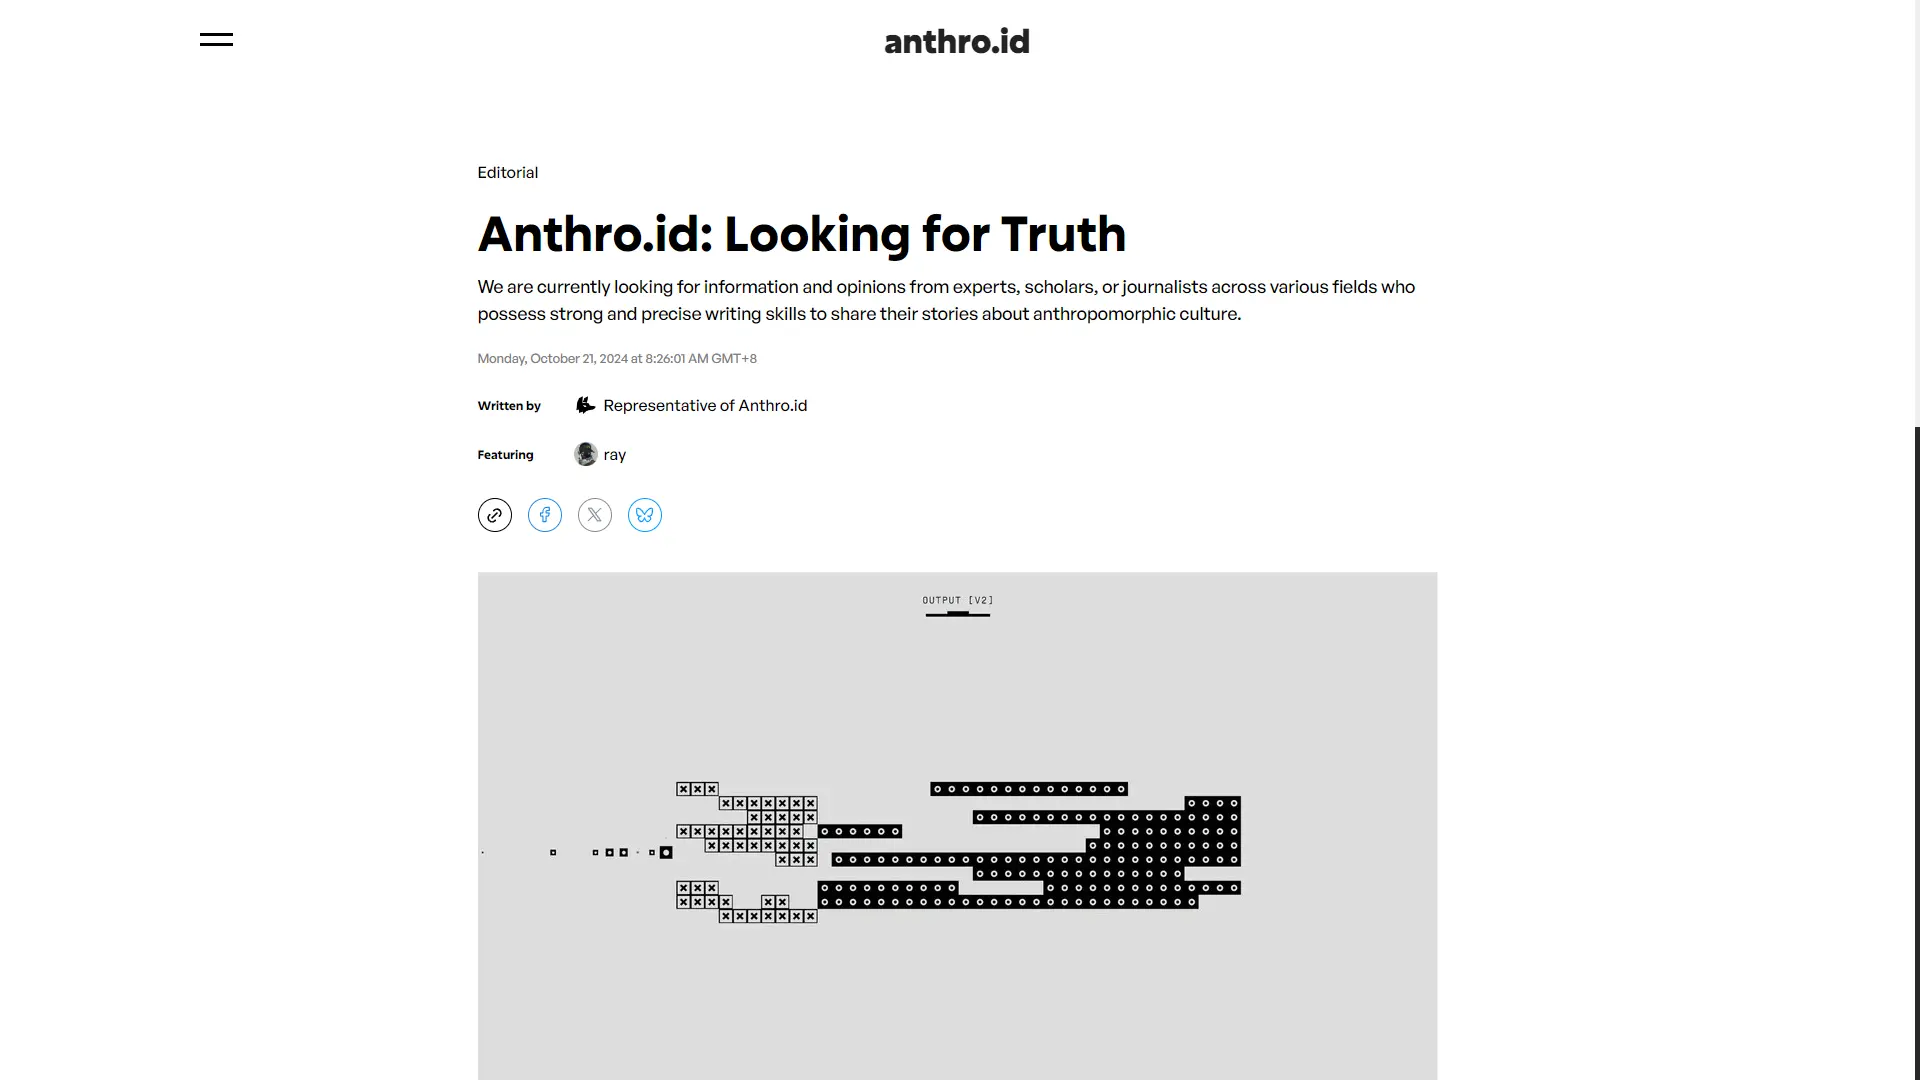 anthro.id
Editorial
Anthro.id: Looking for Truth
We are currently looking for information and opinions from experts, scholars, or journalists across various fields who
possess strong and precise writing skills to share their stories about anthropomorphic culture.
Monday, October 21, 2024 at 8:26:01 AM GMT+8
Written by Representative of Anthro.id
Featuring ray
OUTPUT [V2]